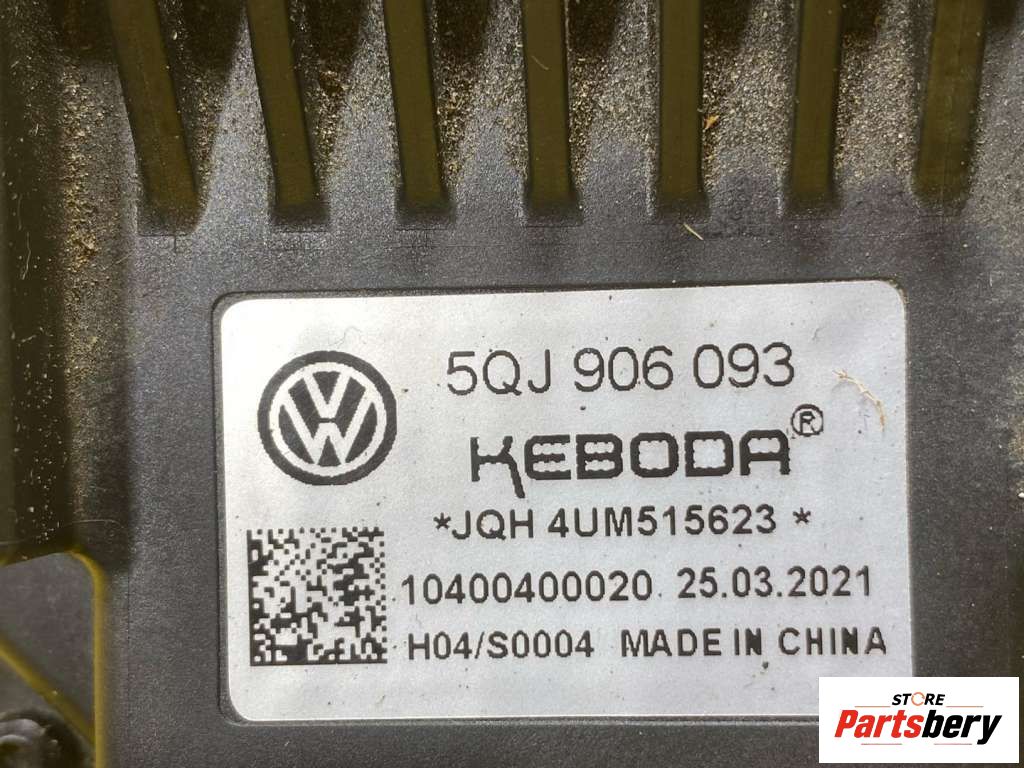 5QJ 906 093
KEBODA®
*JQH 4UM515623 *
10400400020 25.03.2021
H04/S0004 MADE IN CHINA
STORE
Partsbery